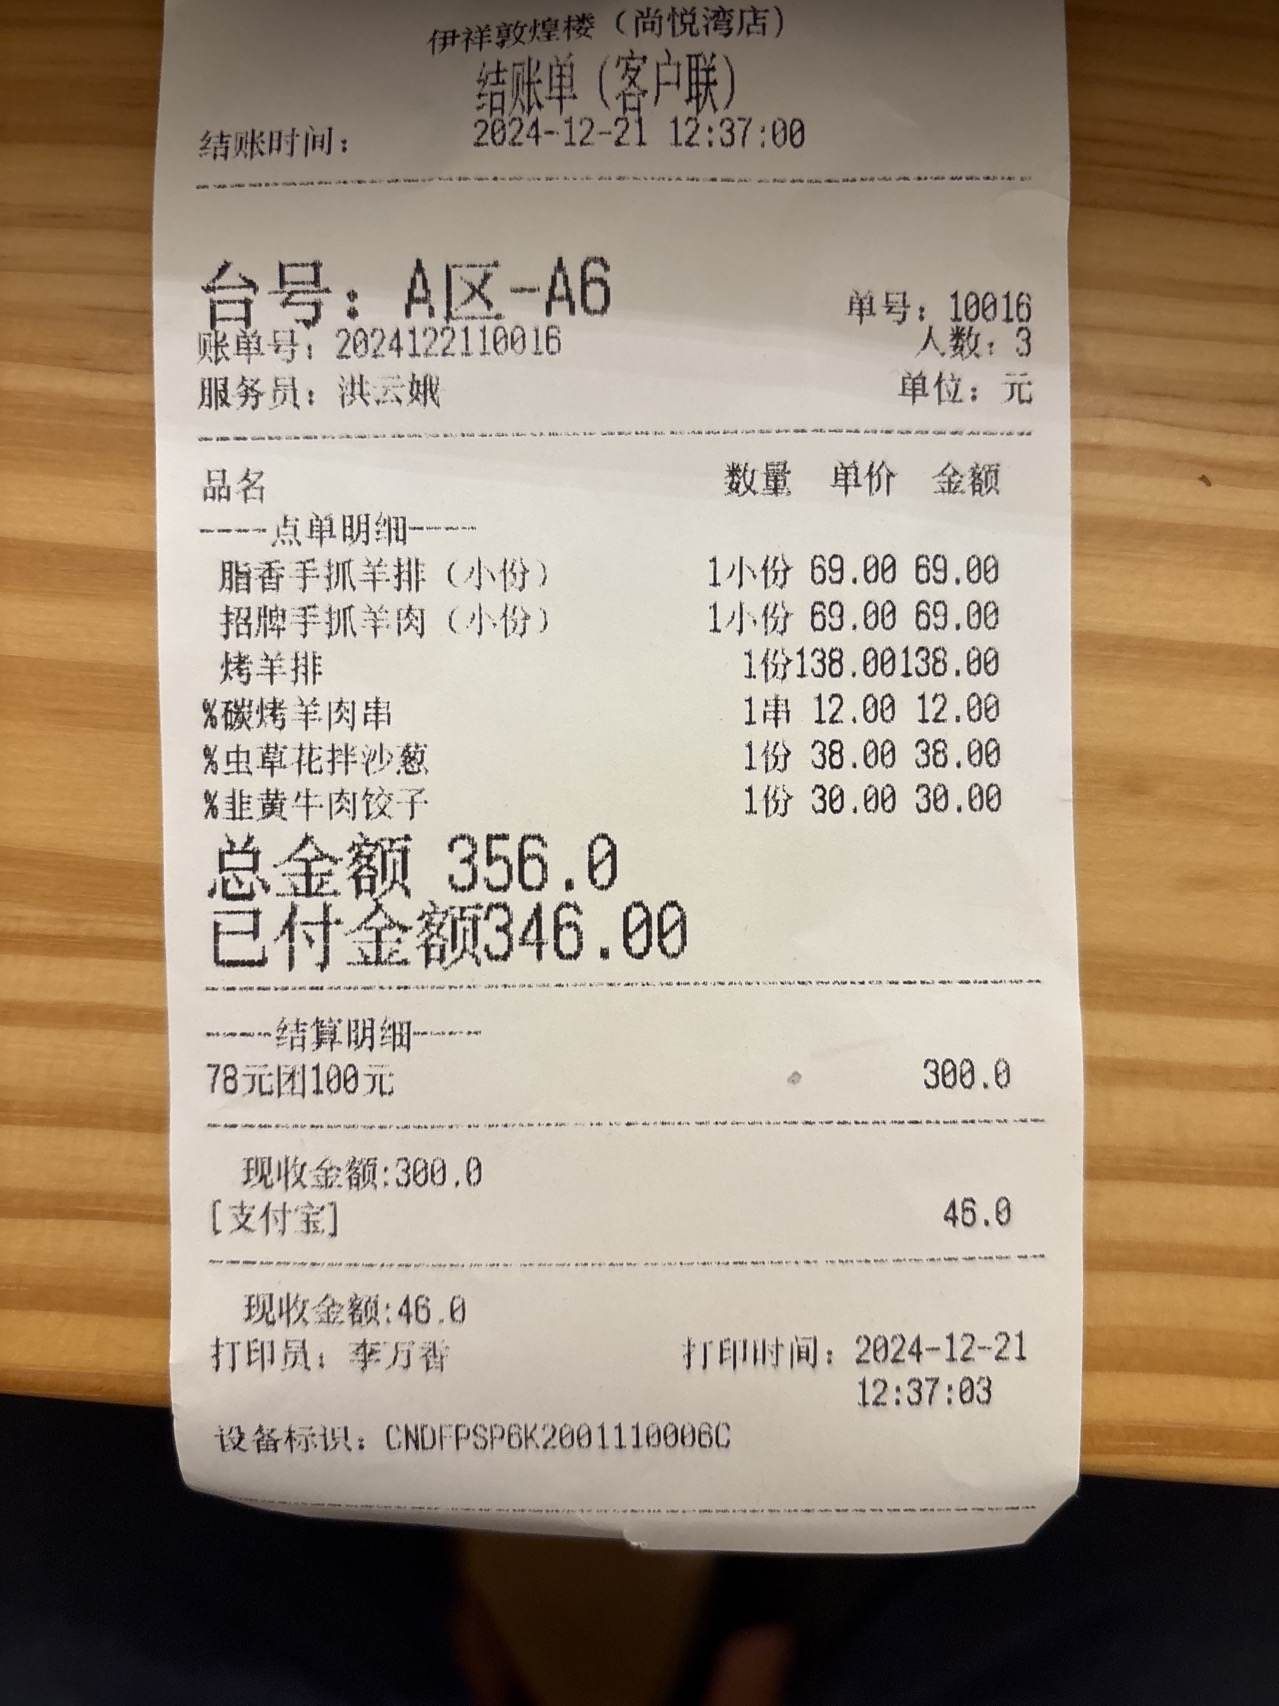 伊祥敦煌楼（尚悦湾店）
结账单（客户联）
结账时间： 2024-12-21 12:37:00
台号：A区-A6 单号：10016
账单号：2024122110016 人数：3
服务员：洪云娥 单位：元
品名 数量 单价 金额
----点单明细----
脂香手抓羊排（小份） 1小份 69.00 69.00
招牌手抓羊肉（小份） 1小份 69.00 69.00
烤羊排 1份138.00138.00
%碳烤羊肉串 1串 12.00 12.00
%虫草花拌沙葱 1份 38.00 38.00
%韭黄牛肉饺子 1份 30.00 30.00
总金额 356.0
已付金额346.00
----结算明细----
78元团100元 300.0
现收金额:300.0
[支付宝] 46.0
现收金额:46.0
打印员：李万香 打印时间：2024-12-21
12:37:03
设备标识：CNDFPSP6K2001110006C